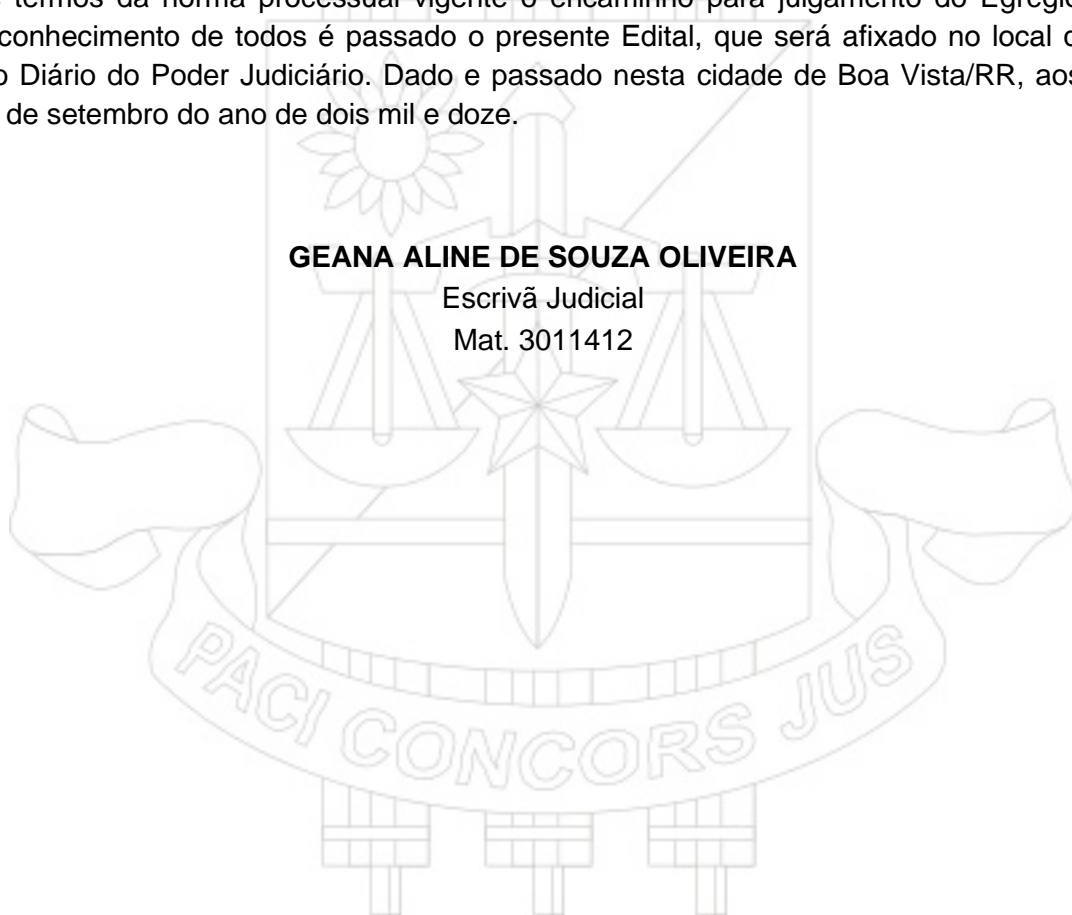 termos da norma processual vigente o encaminho para julgamento do Egrégio
conhecimento de todos é passado o presente Edital, que será afixado no local
o Diário do Poder Judiciário. Dado e passado nesta cidade de Boa Vista/RR, aos
de setembro do ano de dois mil e doze.
GEANA ALINE DE SOUZA OLIVEIRA
Escrivã Judicial
Mat. 3011412
PACI CONCORS JUS